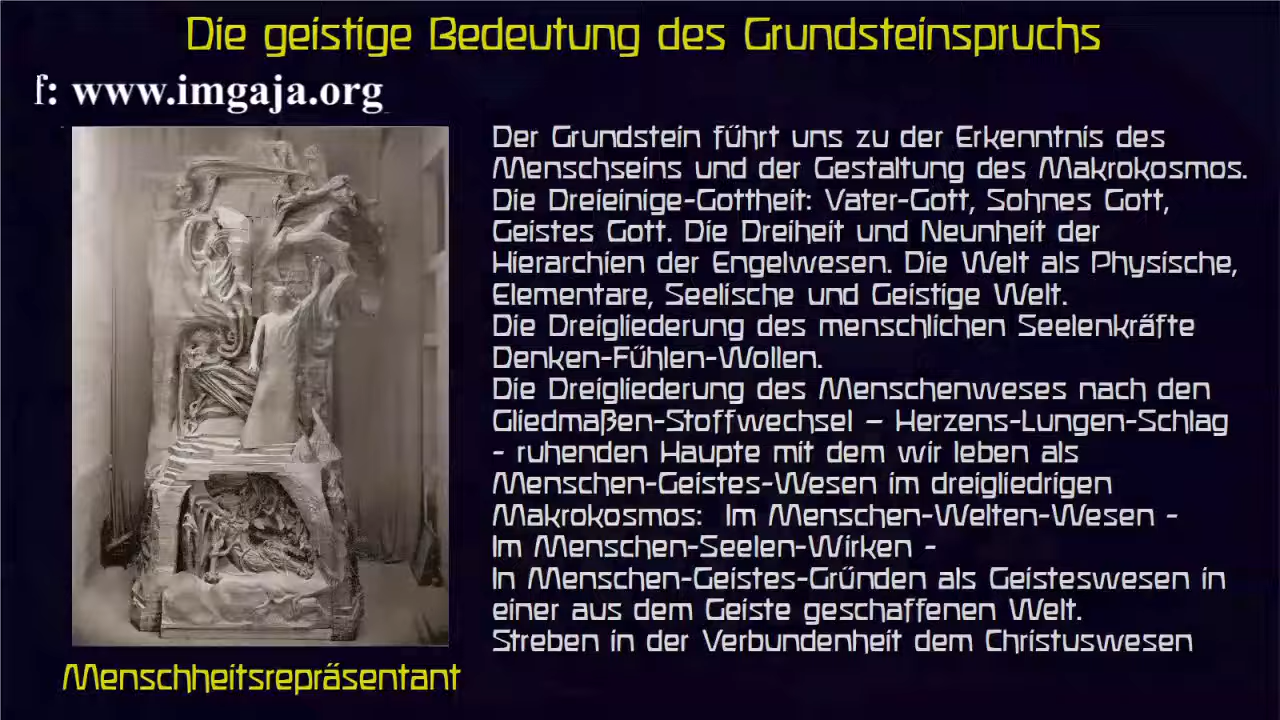 Die geistige Bedeutung des Grundsteinspruchs
f: www.imgaja.org
Der Grundstein führt uns zu der Erkenntnis des
Menschseins und der Gestaltung des Makrokosmos.
Die Dreieinige-Gottheit: Vater-Gott, Sohnes Gott,
Geistes Gott. Die Dreiheit und Neunheit der
Hierarchien der Engelwesen. Die Welt als Physische,
Elementare, Seelische und Geistige Welt.
Die Dreigliederung des menschlichen Seelenkräfte
Denken-Fühlen-Wollen.
Die Dreigliederung des Menschenweses nach den
Gliedmaßen-Stoffwechsel – Herzens-Lungen-Schlag
- ruhenden Haupte mit dem wir leben als
Menschen-Geistes-Wesen im dreigliedrigen
Makrokosmos: Im Menschen-Welten-Wesen -
Im Menschen-Seelen-Wirken -
In Menschen-Geistes-Gründen als Geisteswesen in
einer aus dem Geiste geschaffenen Welt.
Streben in der Verbundenheit dem Christuswesen
Menschheitsrepräsentant